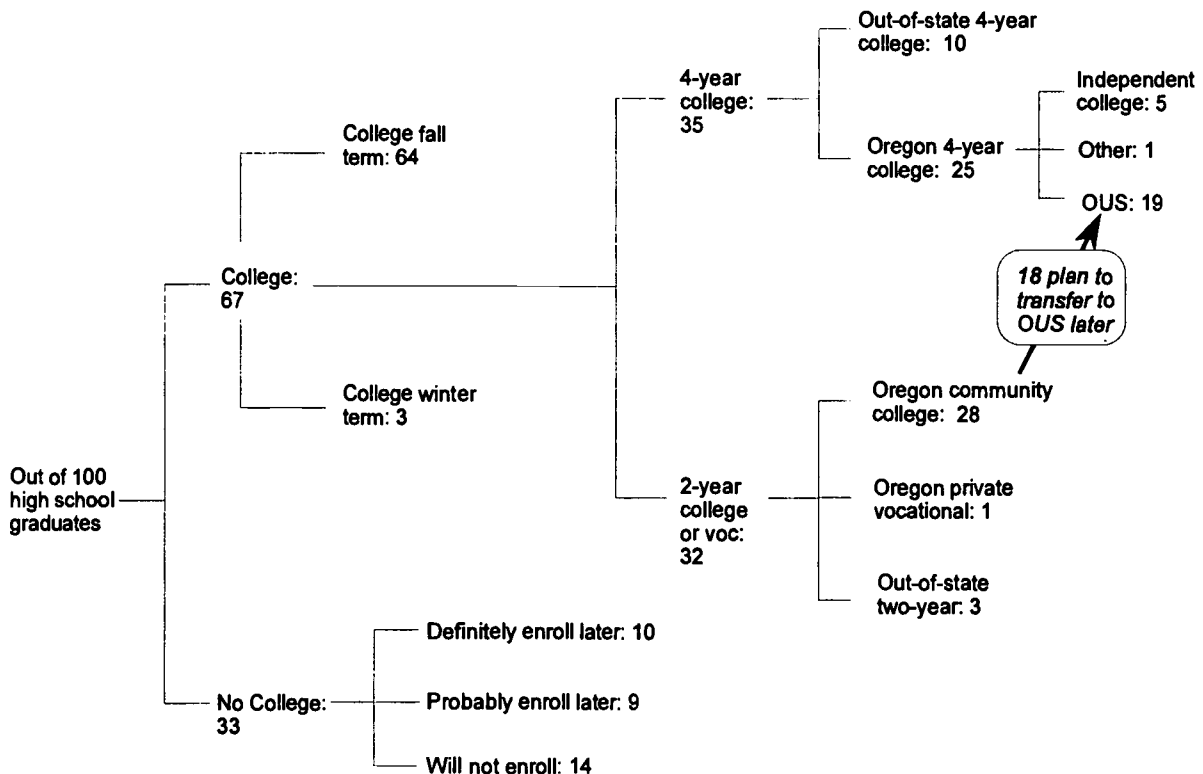 Out-of-state 4-year
college: 10
4-year
college:
35
Independent
college: 5
College fall
term: 64
Oregon 4-year
college: 25
Other: 1
OUS: 19
College:
67
18 plan to
transfer to
OUS later
College winter
term: 3
Oregon community
college: 28
Out of 100
high school
graduates
2-year
college
or voc:
32
Oregon private
vocational: 1
Out-of-state
two-year: 3
Definitely enroll later: 10
No College:
33
Probably enroll later: 9
Will not enroll: 14